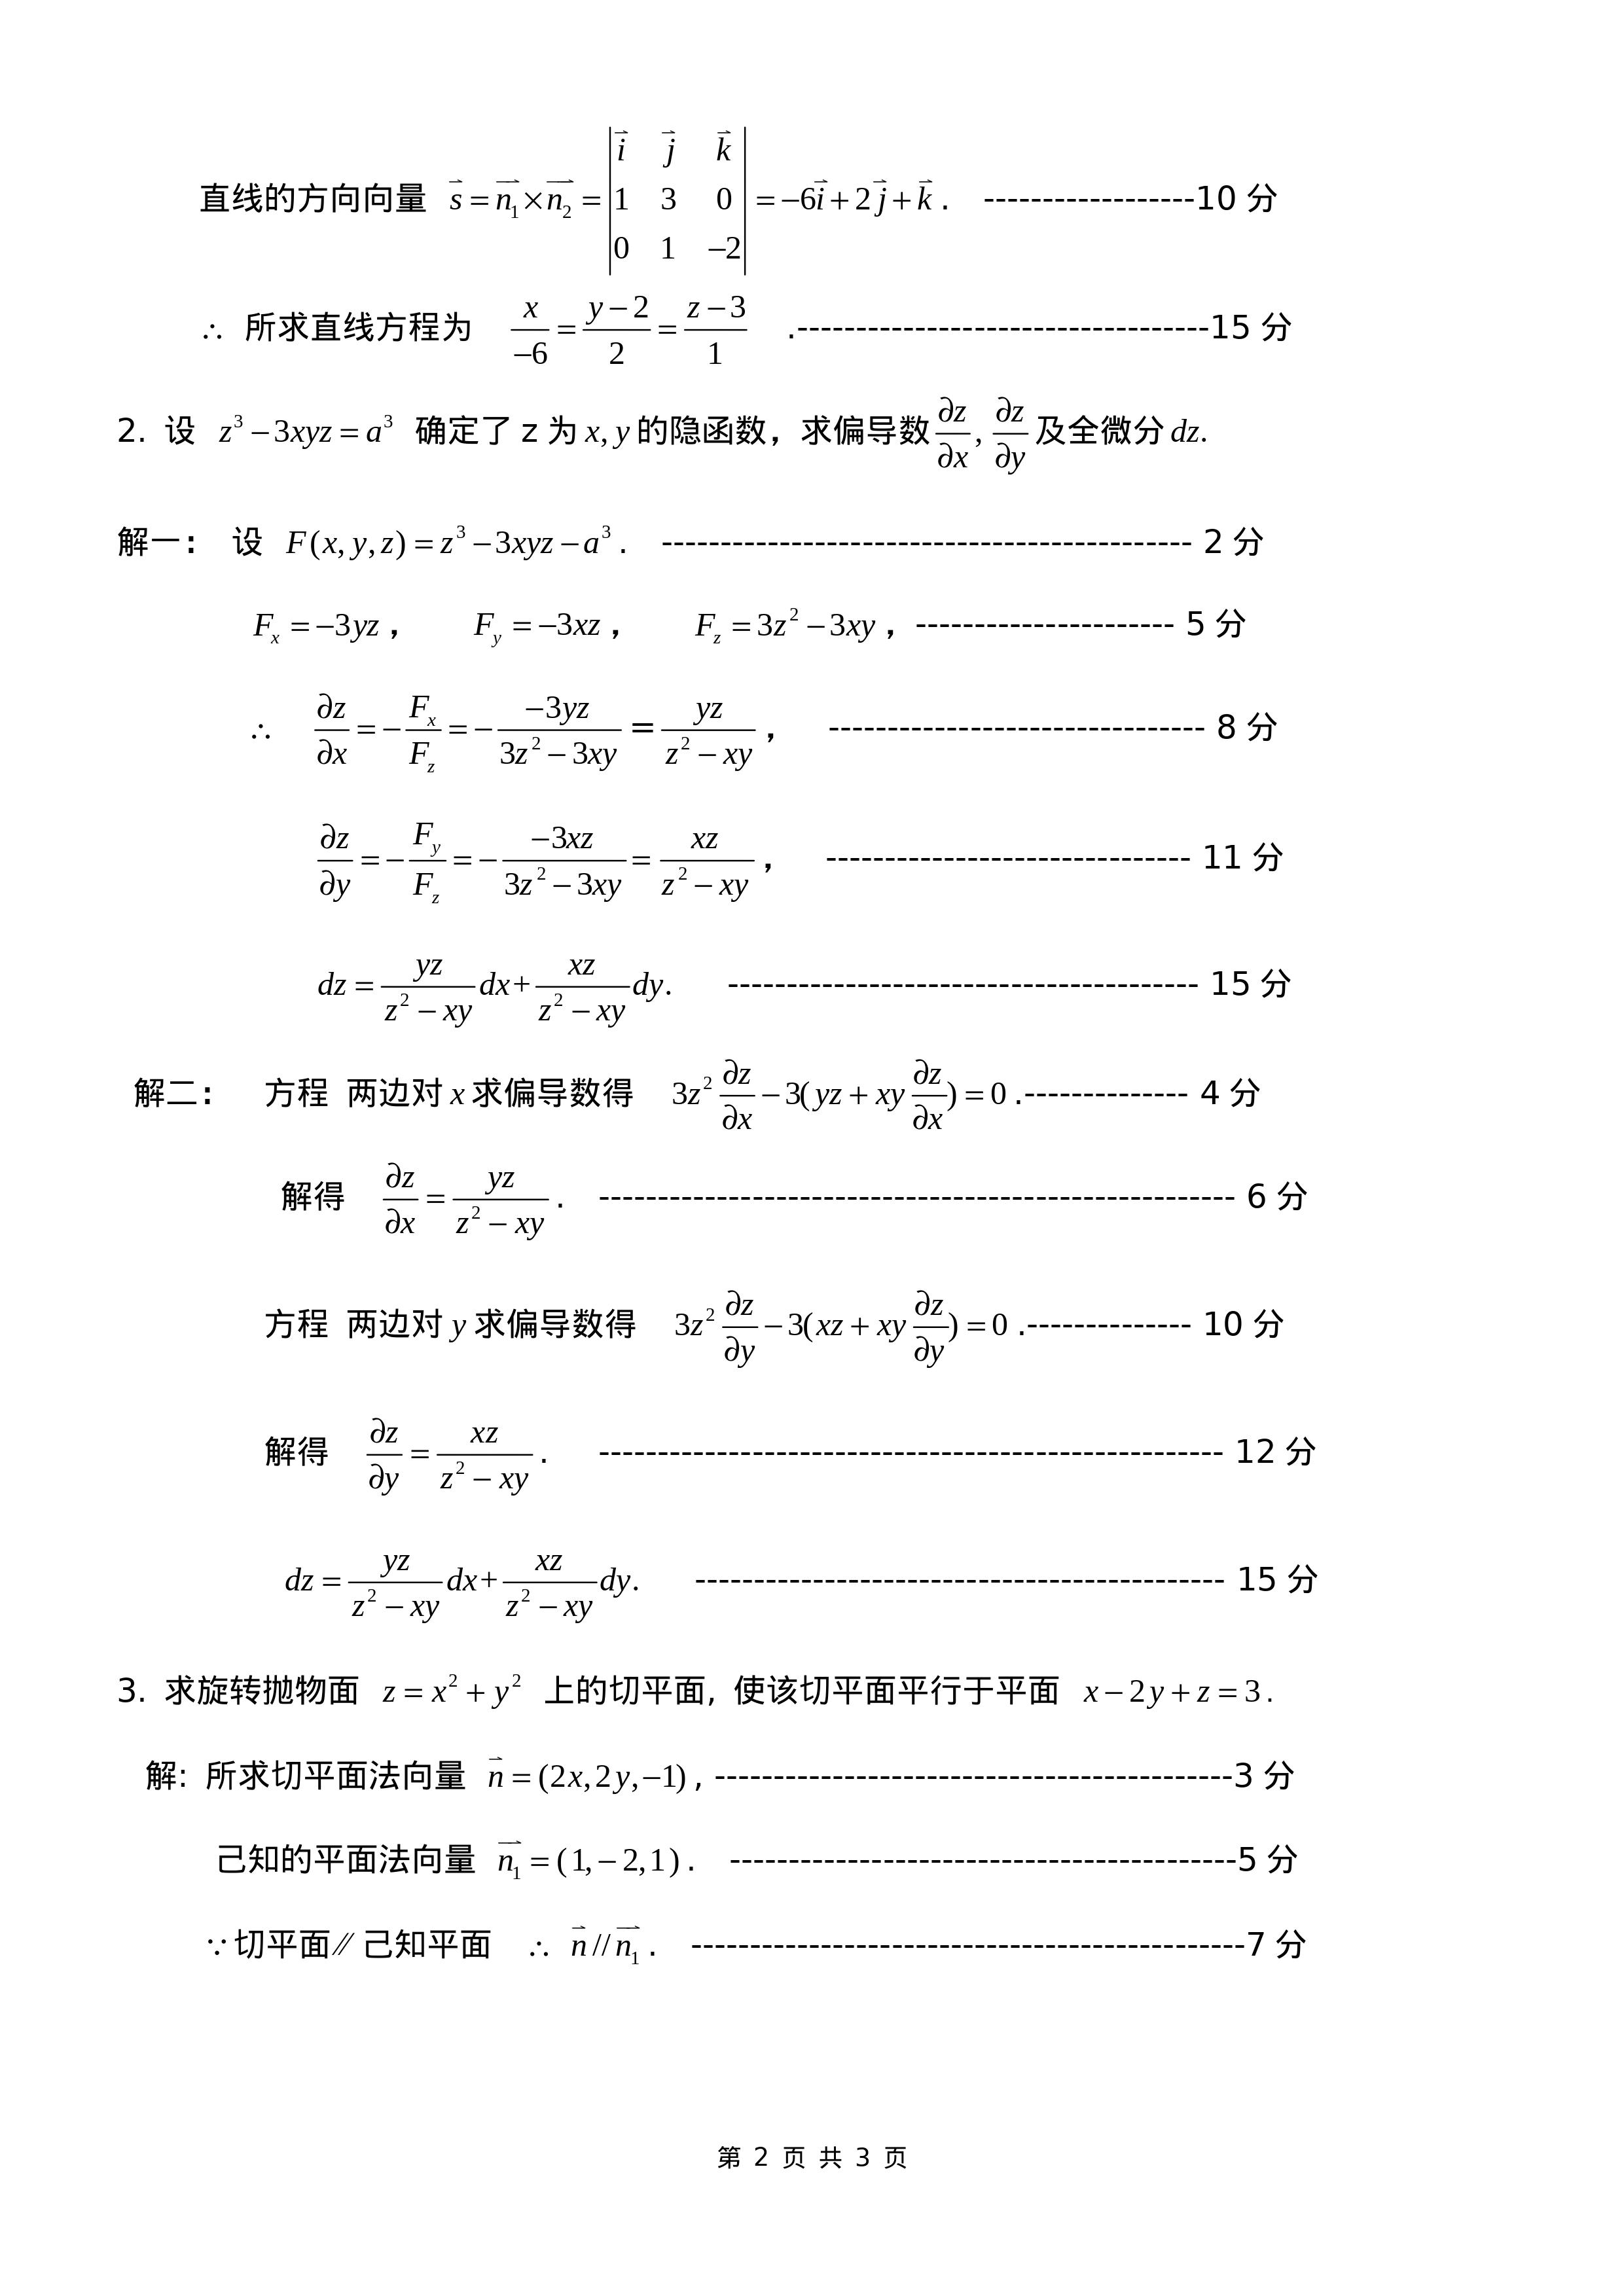 直线的方向向量 $\vec{s}=\vec{n_1}\times\vec{n_2}=\begin{vmatrix}\vec{i}&\vec{j}&\vec{k}\\1&3&0\\0&1&-2\end{vmatrix}=-6\vec{i}+2\vec{j}+\vec{k}$ . ------------------10 分
∴ 所求直线方程为 $\frac{x}{-6}=\frac{y-2}{2}=\frac{z-3}{1}$ .-----------------------------------15 分
2. 设 $z^3-3xyz=a^3$ 确定了 z 为 $x,y$ 的隐函数，求偏导数 $\frac{\partial z}{\partial x},\frac{\partial z}{\partial y}$ 及全微分 $dz.$
解一： 设 $F(x,y,z)=z^3-3xyz-a^3$ . --------------------------------------------- 2 分
$F_x=-3yz$， $F_y=-3xz$， $F_z=3z^2-3xy$， ---------------------- 5 分
∴ $\frac{\partial z}{\partial x}=-\frac{F_x}{F_z}=-\frac{-3yz}{3z^2-3xy}=\frac{yz}{z^2-xy}$， -------------------------------- 8 分
$\frac{\partial z}{\partial y}=-\frac{F_y}{F_z}=-\frac{-3xz}{3z^2-3xy}=\frac{xz}{z^2-xy}$， ------------------------------- 11 分
$dz=\frac{yz}{z^2-xy}dx+\frac{xz}{z^2-xy}dy.$ ---------------------------------------- 15 分
解二： 方程 两边对 $x$ 求偏导数得 $3z^2\frac{\partial z}{\partial x}-3(yz+xy\frac{\partial z}{\partial x})=0$ .-------------- 4 分
解得 $\frac{\partial z}{\partial x}=\frac{yz}{z^2-xy}$ . ------------------------------------------------------ 6 分
方程 两边对 $y$ 求偏导数得 $3z^2\frac{\partial z}{\partial y}-3(xz+xy\frac{\partial z}{\partial y})=0$ .-------------- 10 分
解得 $\frac{\partial z}{\partial y}=\frac{xz}{z^2-xy}$ . ----------------------------------------------------- 12 分
$dz=\frac{yz}{z^2-xy}dx+\frac{xz}{z^2-xy}dy.$ --------------------------------------------- 15 分
3. 求旋转抛物面 $z=x^2+y^2$ 上的切平面, 使该切平面平行于平面 $x-2y+z=3$ .
解: 所求切平面法向量 $\vec{n}=(2x,2y,-1)$ , --------------------------------------------3 分
己知的平面法向量 $\vec{n_1}=(1,-2,1)$ . -------------------------------------------5 分
∵ 切平面 // 己知平面 ∴ $\vec{n}//\vec{n_1}$ . -----------------------------------------------7 分
第 2 页 共 3 页